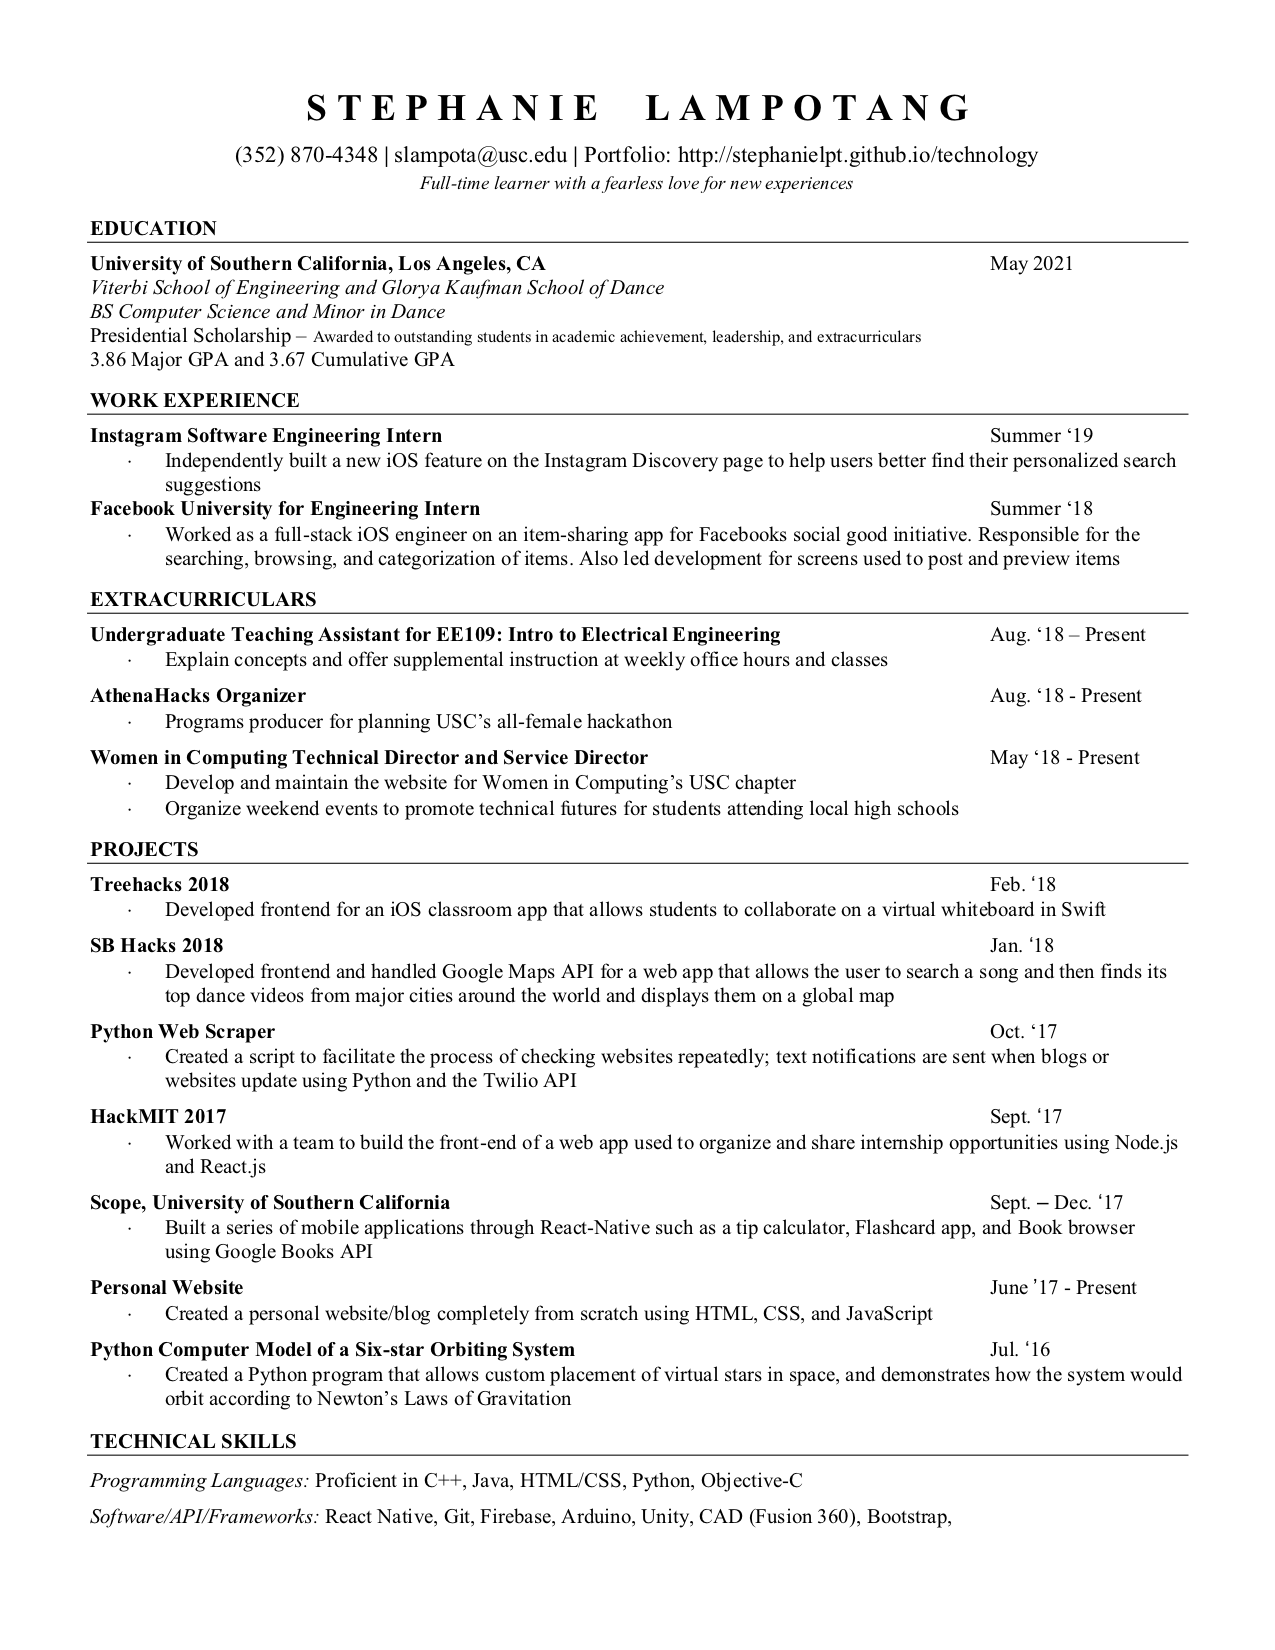 STEPHANIE LAMPOTANG
(352) 870-4348 | slampota@usc.edu | Portfolio: http://stephanielpt.github.io/technology
Full-time learner with a fearless love for new experiences
EDUCATION
University of Southern California, Los Angeles, CA May 2021
Viterbi School of Engineering and Glorya Kaufman School of Dance
BS Computer Science and Minor in Dance
Presidential Scholarship – Awarded to outstanding students in academic achievement, leadership, and extracurriculars
3.86 Major GPA and 3.67 Cumulative GPA
WORK EXPERIENCE
Instagram Software Engineering Intern Summer ‘19
· Independently built a new iOS feature on the Instagram Discovery page to help users better find their personalized search
suggestions
Facebook University for Engineering Intern Summer ‘18
· Worked as a full-stack iOS engineer on an item-sharing app for Facebooks social good initiative. Responsible for the
searching, browsing, and categorization of items. Also led development for screens used to post and preview items
EXTRACURRICULARS
Undergraduate Teaching Assistant for EE109: Intro to Electrical Engineering Aug. ‘18 – Present
· Explain concepts and offer supplemental instruction at weekly office hours and classes
AthenaHacks Organizer Aug. ‘18 - Present
· Programs producer for planning USC’s all-female hackathon
Women in Computing Technical Director and Service Director May ‘18 - Present
· Develop and maintain the website for Women in Computing’s USC chapter
· Organize weekend events to promote technical futures for students attending local high schools
PROJECTS
Treehacks 2018 Feb. ‘18
· Developed frontend for an iOS classroom app that allows students to collaborate on a virtual whiteboard in Swift
SB Hacks 2018 Jan. ‘18
· Developed frontend and handled Google Maps API for a web app that allows the user to search a song and then finds its
top dance videos from major cities around the world and displays them on a global map
Python Web Scraper Oct. ‘17
· Created a script to facilitate the process of checking websites repeatedly; text notifications are sent when blogs or
websites update using Python and the Twilio API
HackMIT 2017 Sept. ‘17
· Worked with a team to build the front-end of a web app used to organize and share internship opportunities using Node.js
and React.js
Scope, University of Southern California Sept. – Dec. ‘17
· Built a series of mobile applications through React-Native such as a tip calculator, Flashcard app, and Book browser
using Google Books API
Personal Website June ’17 - Present
· Created a personal website/blog completely from scratch using HTML, CSS, and JavaScript
Python Computer Model of a Six-star Orbiting System Jul. ‘16
· Created a Python program that allows custom placement of virtual stars in space, and demonstrates how the system would
orbit according to Newton’s Laws of Gravitation
TECHNICAL SKILLS
Programming Languages: Proficient in C++, Java, HTML/CSS, Python, Objective-C
Software/API/Frameworks: React Native, Git, Firebase, Arduino, Unity, CAD (Fusion 360), Bootstrap,